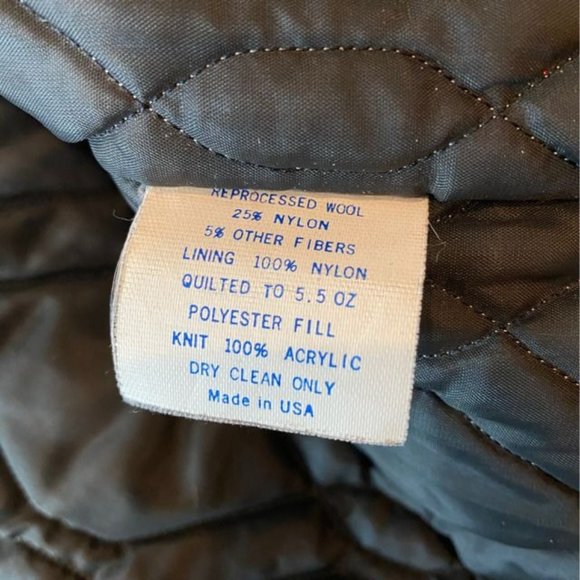 REPROCESSED WOOL
25% NYLON
5% OTHER FIBERS
LINING 100% NYLON
QUILTED TO 5.5 OZ
POLYESTER FILL
KNIT 100% ACRYLIC
DRY CLEAN ONLY
Made in USA